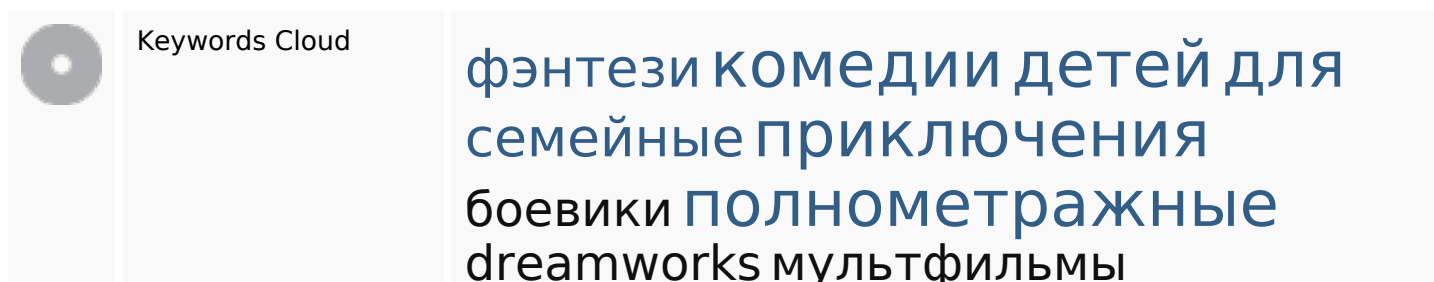 Keywords Cloud
фэнтези комедии детей для
семейные приключения
боевики полнометражные
dreamworks мультфильмы